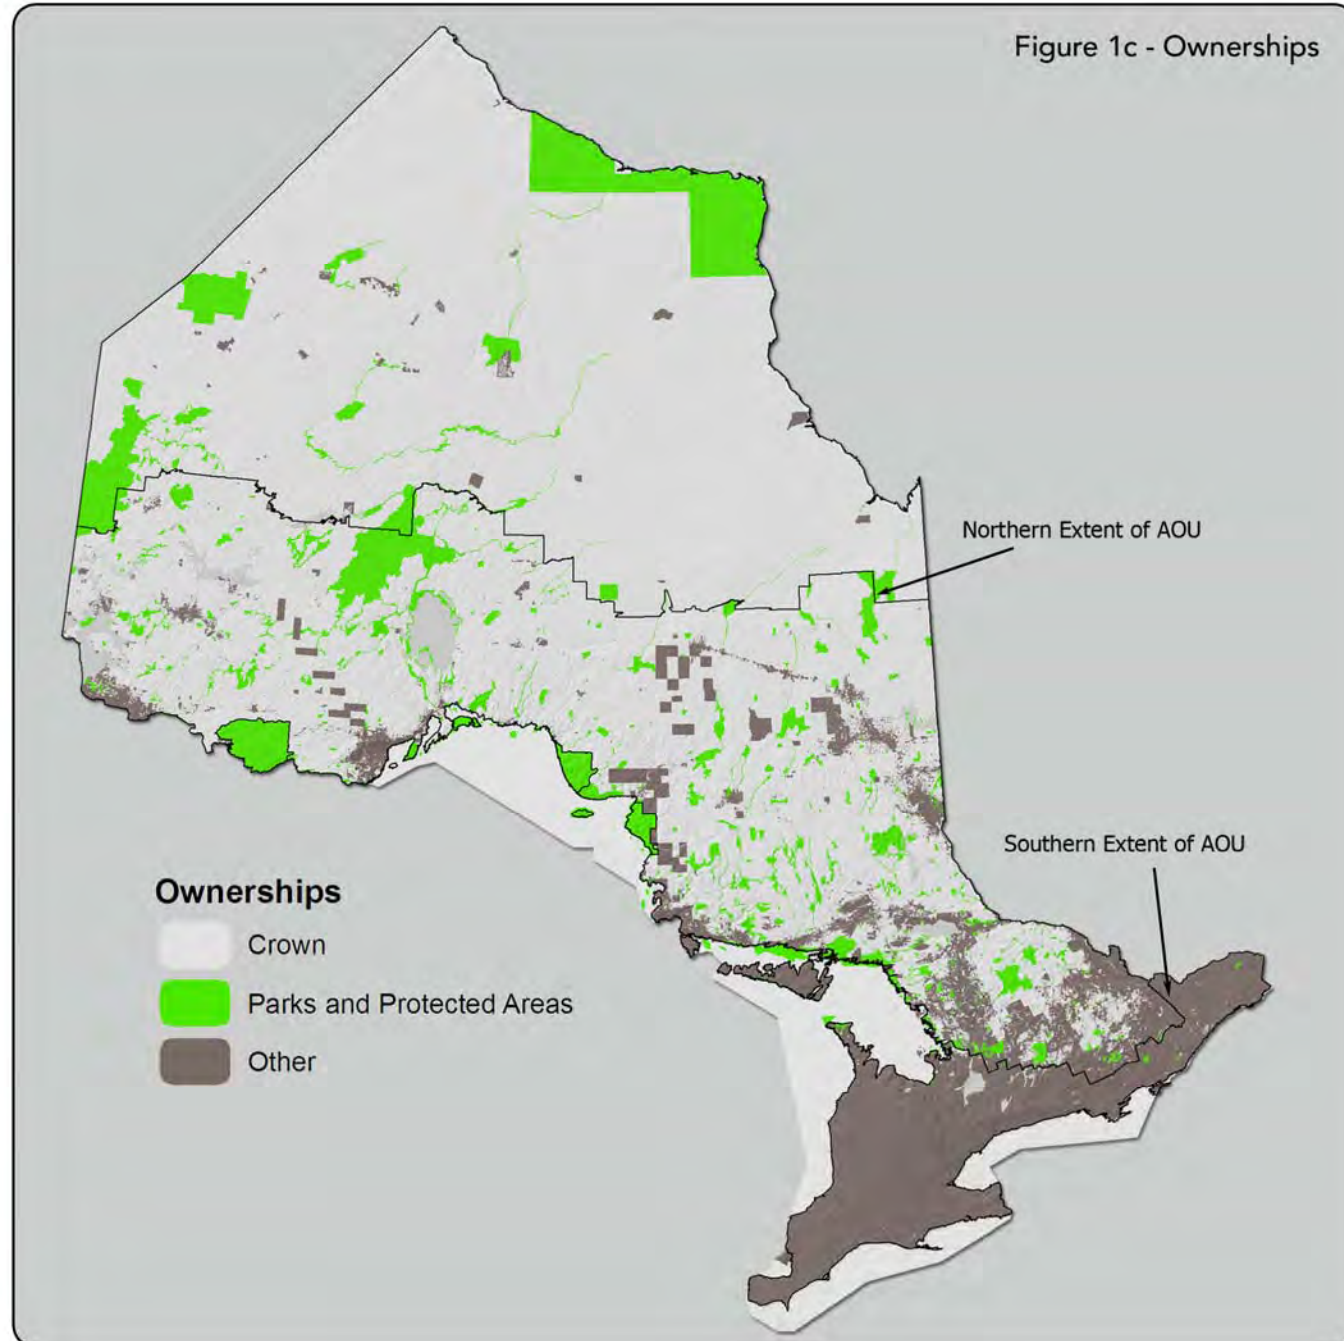 Figure 1c - Ownerships
Northern Extent of AOU
Southern Extent of AOU
Ownerships
Crown
Parks and Protected Areas
Other